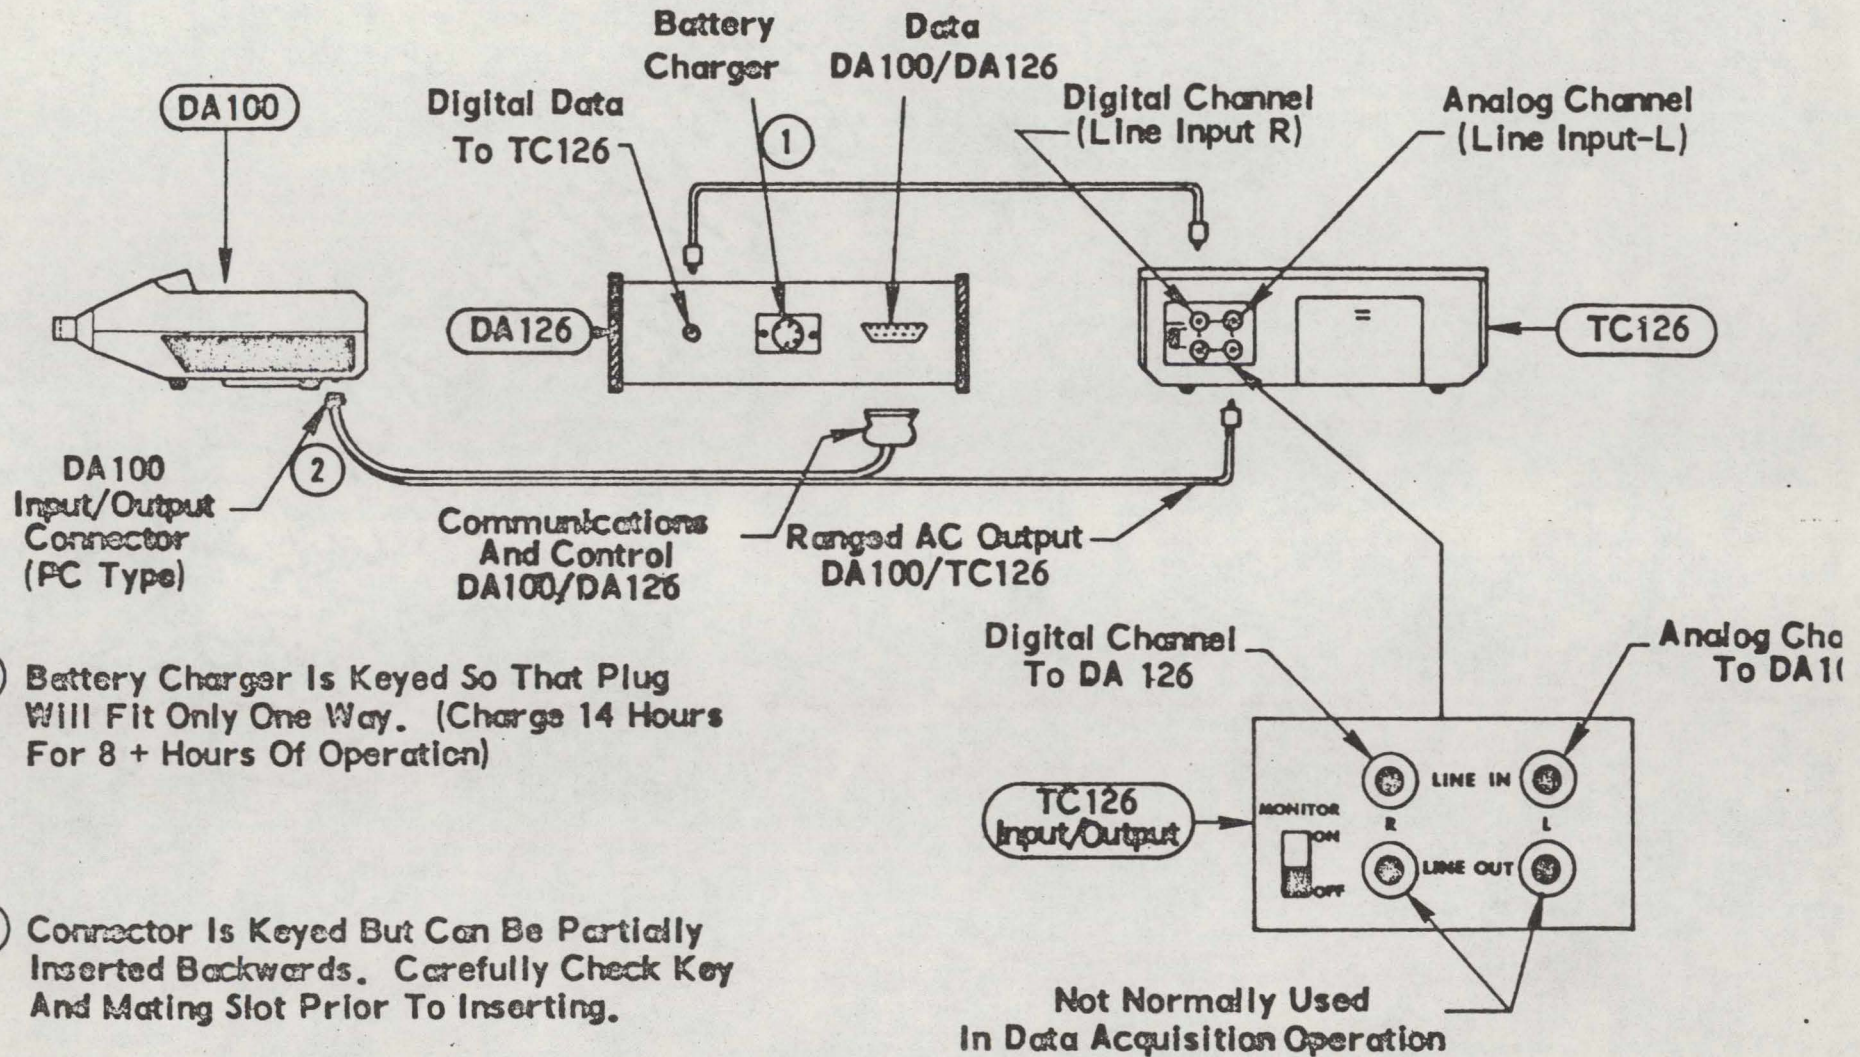 Battery
Charger
Data
DA100/DA126
DA100
Digital Data
To TC126
1
Digital Channel
(Line Input R)
Analog Channel
(Line Input-L)
DA126
TC126
DA100
Input/Output
Connector
(PC Type)
2
Communications
And Control
DA100/DA126
Ranged AC Output
DA100/TC126
Battery Charger Is Keyed So That Plug
Will Fit Only One Way. (Charge 14 Hours
For 8 + Hours Of Operation)
Connector Is Keyed But Can Be Partially
Inserted Backwards. Carefully Check Key
And Mating Slot Prior To Inserting.
Digital Channel
To DA 126
Analog
To
TC126
Input/Output
MONITOR
ON
OFF
LINE IN
R
L
LINE OUT
Not Normally Used
In Data Acquisition Operation